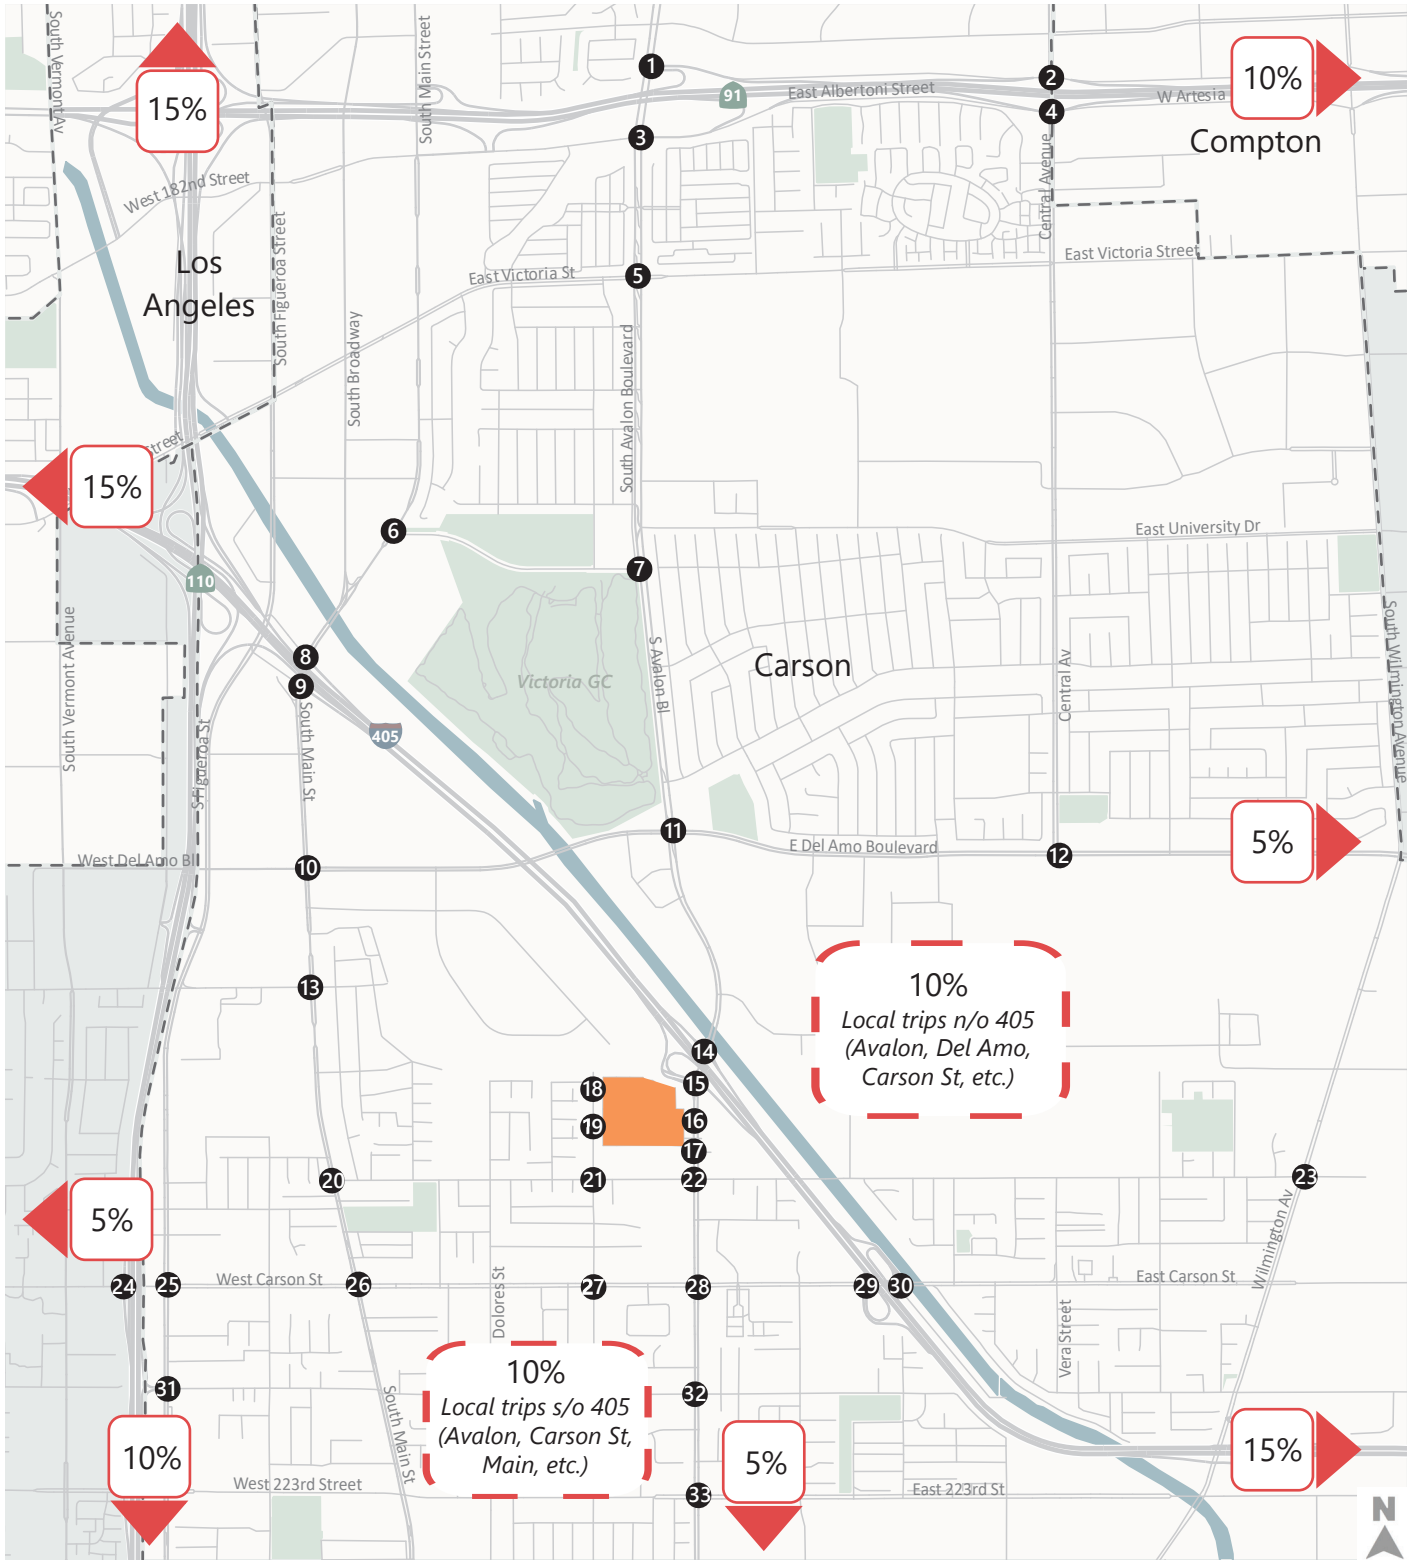 South Vermont Av
15%
South Main Street
1
91
East Albertoni Street
2
W Artesia
10%
4
3
Compton
West 182nd Street
Central Avenue
Los
Angeles
South Figueroa Street
East Victoria St
5
East Victoria Street
South Broadway
South Avalon Boulevard
Street
15%
6
East University Dr
7
110
South Vermont Avenue
8
9
S Avalon Bl
Carson
Victoria GC
Central Av
South Wilmington Avenue
405
South Main St
S Figueroa St
11
E Del Amo Boulevard
12
5%
West Del Amo Bl
10
13
10%
Local trips n/o 405
(Avalon, Del Amo,
Carson St, etc.)
14
15
18
19
16
17
20
21
22
23
5%
Wilmington Av
24
25
West Carson St
26
Dolores St
27
28
29
30
East Carson St
Vera Street
31
10%
Local trips s/o 405
(Avalon, Carson St,
Main, etc.)
South Main St
32
10%
5%
15%
West 223rd Street
33
East 223rd St
N